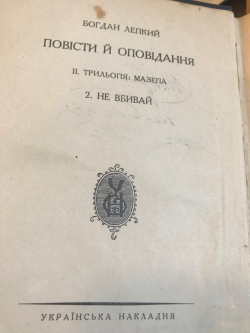 БОГДАН ЛЕПКИЙ
ПОВІСТИ Й ОПОВІДАННЯ
II. ТРИЛЬОГІЯ: МАЗЕПА
2. НЕ ВБИВАЙ
УКРАЇНСЬКА НАКЛАДНЯ